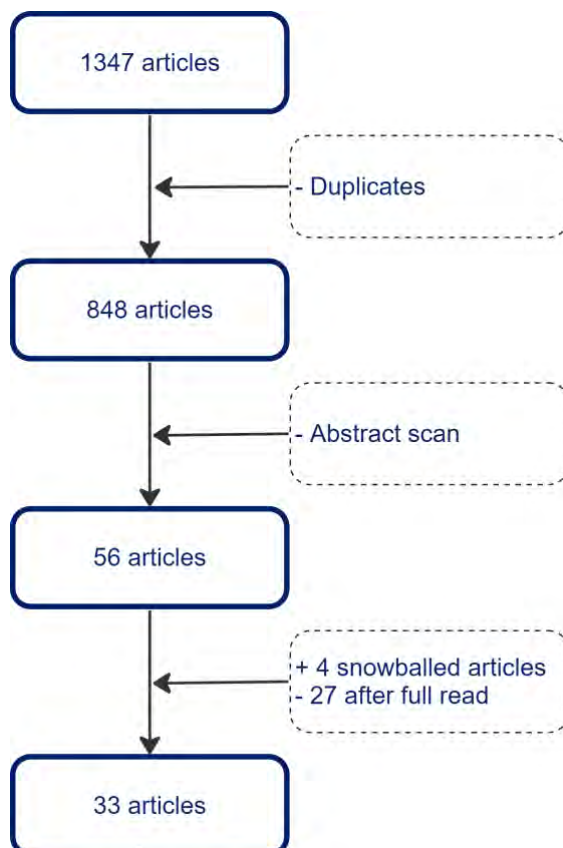 1347 articles
- Duplicates
848 articles
- Abstract scan
56 articles
+ 4 snowballed articles
- 27 after full read
33 articles